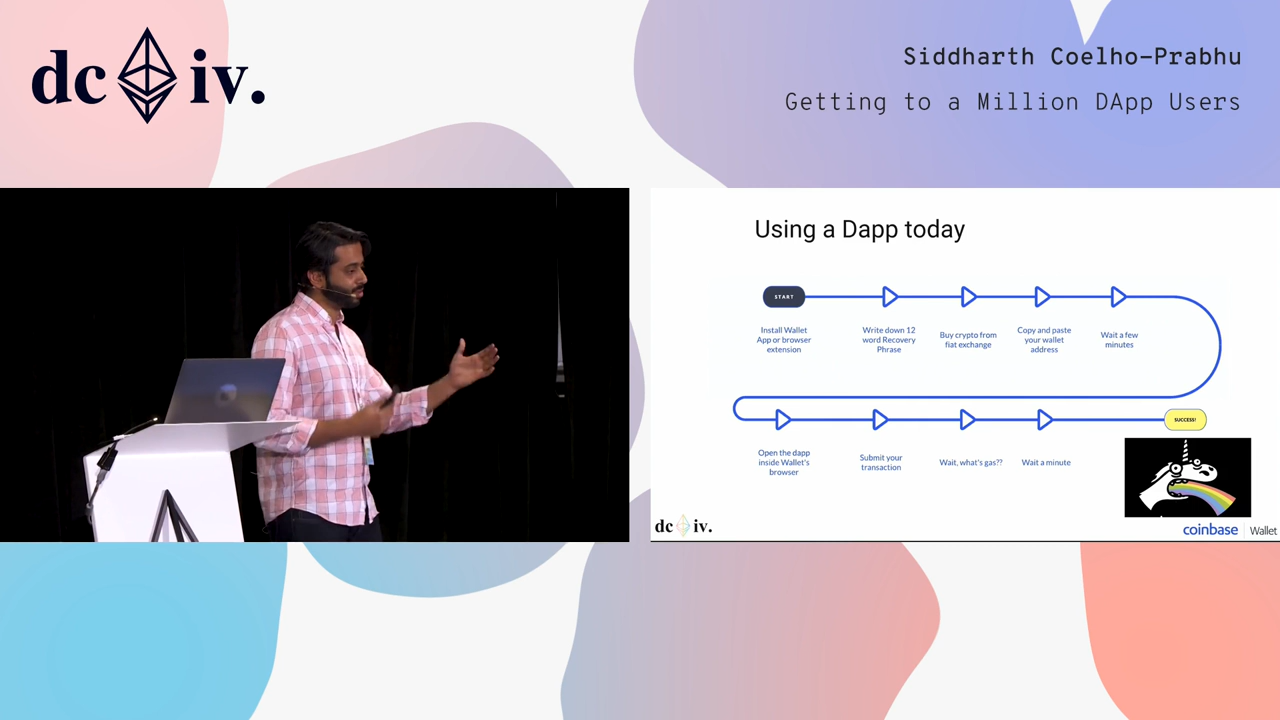 dc iv.
Siddharth Coelho-Prabhu
Getting to a Million DApp Users
Using a Dapp today
START
Install Wallet
App or browser
extension
Write down 12
word Recovery
Phrase
Buy crypto from
fiat exchange
Copy and paste
your wallet
address
Wait a few
minutes
SUCCESS!
Open the dapp
inside Wallet's
browser
Submit your
transaction
Wait, what's gas??
Wait a minute
dc iv.
coinbase | Wallet